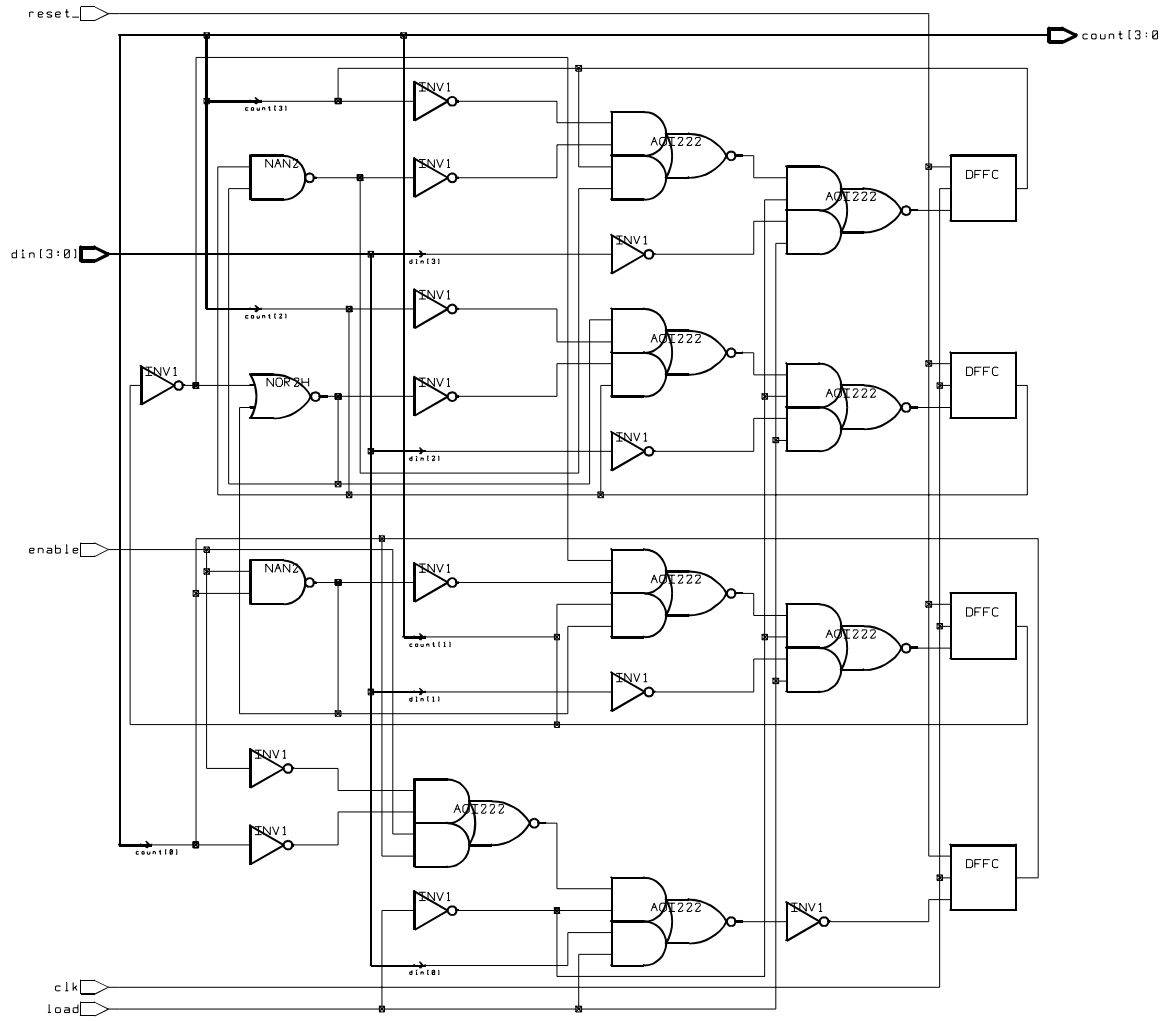 reset_
count[3:0
INV1
count[3]
AOI222
NAN2
INV1
DFFC
AOI222
din[3:0]
din[3]
INV1
INV1
count[2]
AOI222
INV1
DFFC
NOR2H
INV1
AOI222
INV1
din[2]
enable
NAN2
INV1
AOI222
DFFC
count[1]
AOI222
INV1
din[1]
INV1
AOI222
INV1
count[0]
DFFC
INV1
AOI222
INV1
din[0]
clk
load